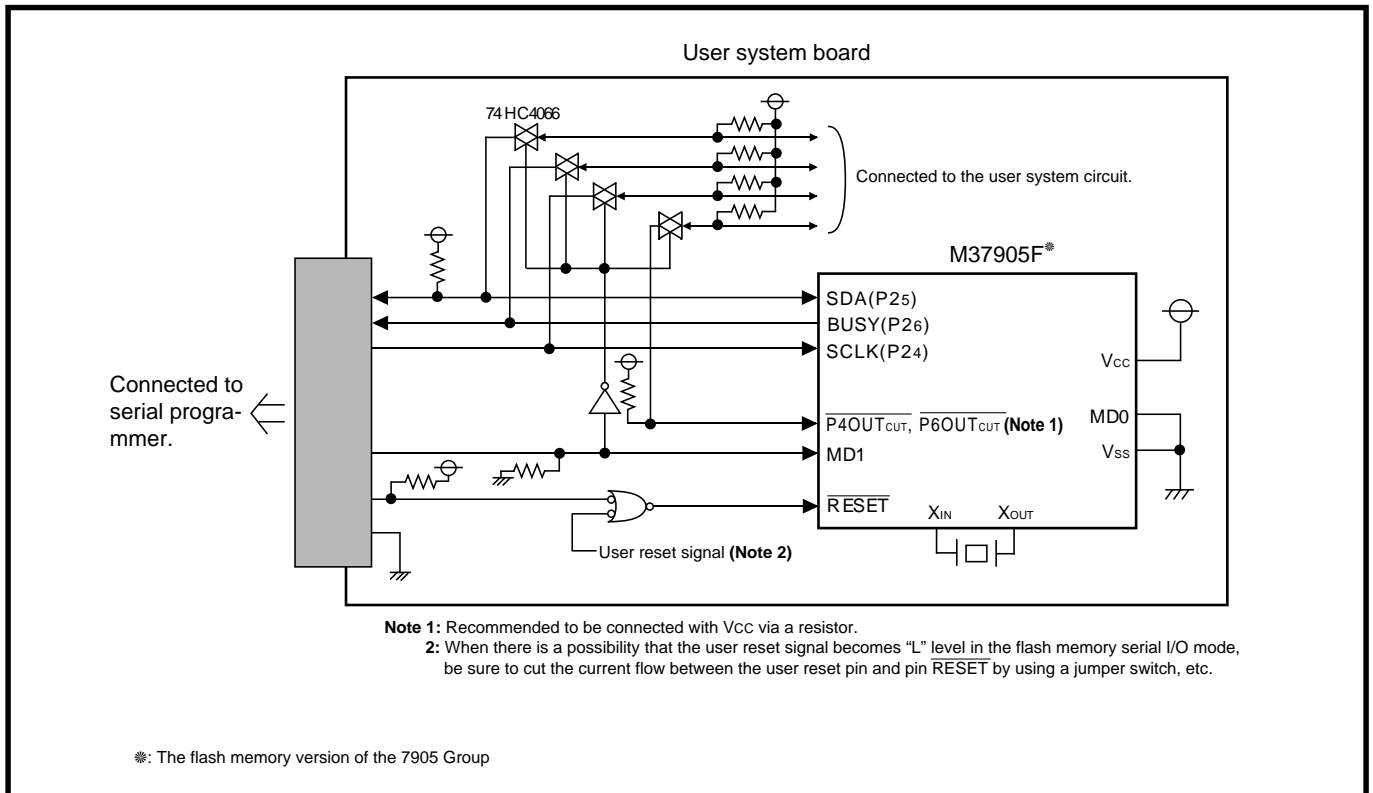 User system board
74HC4066
Connected to the user system circuit.
M37905F✽
SDA(P25)
BUSY(P26)
SCLK(P24)
VCC
Connected to
serial progra-
mmer.
P4OUTCUT, P6OUTCUT (Note 1)
MD0
MD1
VSS
RESET
XIN
XOUT
User reset signal (Note 2)
Note 1: Recommended to be connected with VCC via a resistor.
2: When there is a possibility that the user reset signal becomes “L” level in the flash memory serial I/O mode,
be sure to cut the current flow between the user reset pin and pin RESET by using a jumper switch, etc.
✽: The flash memory version of the 7905 Group